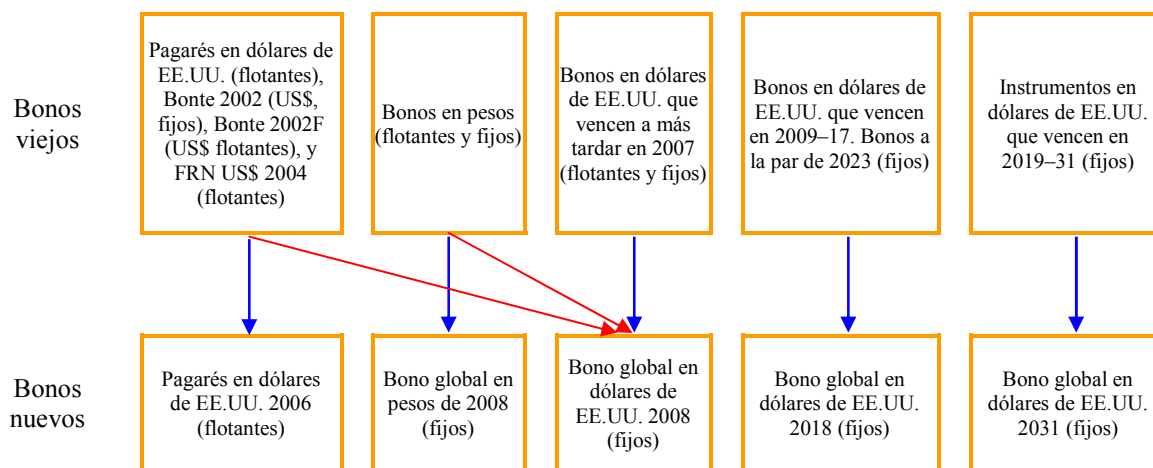 Bonos
viejos
Pagarés en dólares de
EE.UU. (flotantes),
Bonte 2002 (US$,
fijos), Bonte 2002F
(US$ flotantes), y
FRN US$ 2004
(flotantes)
Bonos en pesos
(flotantes y fijos)
Bonos en dólares
de EE.UU. que
vencen a más
tardar en 2007
(flotantes y fijos)
Bonos en dólares de
EE.UU. que vencen
en 2009–17. Bonos a
la par de 2023 (fijos)
Instrumentos en
dólares de EE.UU.
que vencen en
2019–31 (fijos)
Bonos
nuevos
Pagarés en dólares
de EE.UU. 2006
(flotantes)
Bono global en
pesos de 2008
(fijos)
Bono global en
dólares de
EE.UU. 2008
(fijos)
Bono global en
dólares de EE.UU.
2018 (fijos)
Bono global en
dólares de EE.UU.
2031 (fijos)